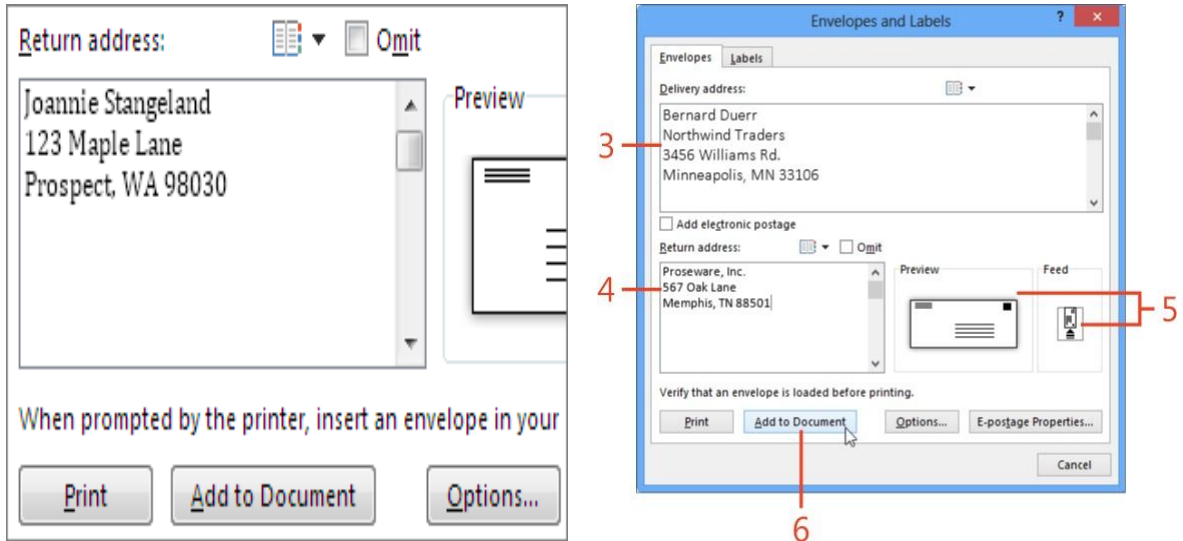 Return address:
Omit
Joannie Stangeland
123 Maple Lane
Prospect, WA 98030
Preview
When prompted by the printer, insert an envelope in your
Print
Add to Document
Options...
Envelopes and Labels
?
×
Envelopes
Labels
Delivery address:
3
Bernard Duerr
Northwind Traders
3456 Williams Rd.
Minneapolis, MN 33106
Add electronic postage
Return address:
Omit
4
Proseware, Inc.
567 Oak Lane
Memphis, TN 88501
Preview
Feed
5
Verify that an envelope is loaded before printing.
Print
Add to Document
Options...
E-postage Properties...
Cancel
6